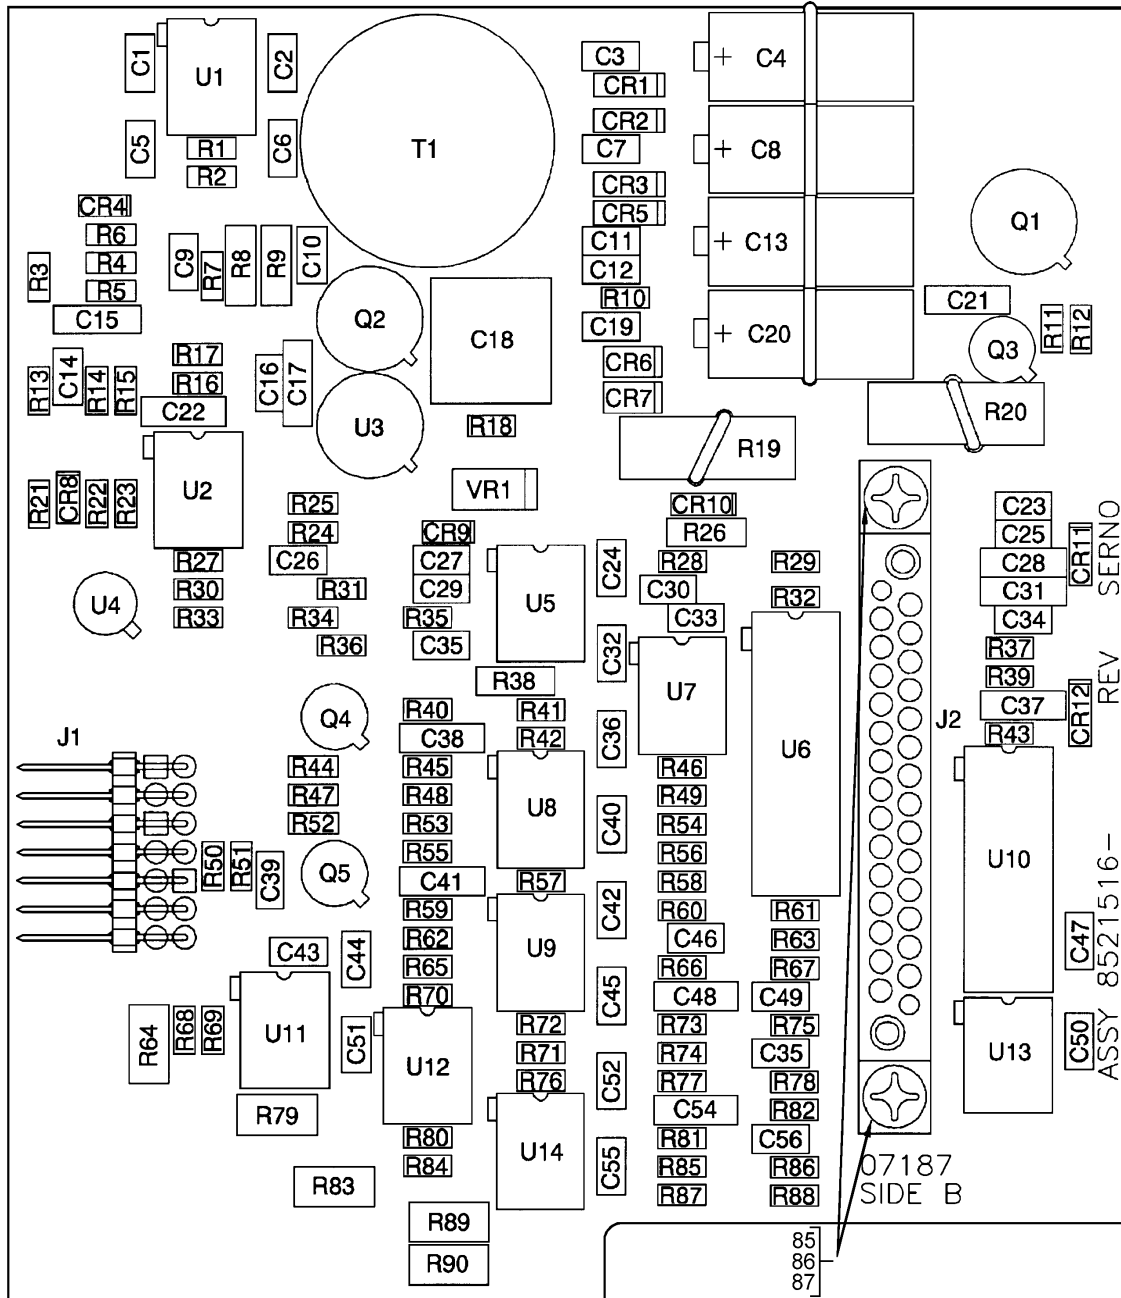 C1
U1
C2
C3
C4
CR1
CR2
C5
R1
C6
T1
C7
C8
R2
CR3
CR4
CR5
Q1
R6
C11
C13
R3
R4
C9
R7
R8
R9
C10
C12
R5
R10
C21
C15
Q2
C18
C19
C20
R11
R12
Q3
R17
CR6
R13
C14
R14
R15
R16
C16
C17
CR7
C22
U3
R18
R19
R20
U2
VR1
R21
CR8
R22
R23
R25
CR10
C23
SERNO
R24
CR9
R26
C25
CR11
R27
C26
C27
C24
R28
R29
C28
R30
R31
C29
U5
C30
R32
C31
U4
R33
R34
R35
C33
C34
R36
C35
C32
R37
REV
R38
U7
R39
Q4
R40
R41
C37
CR12
J1
C38
R42
C36
U6
J2
R43
R44
R45
R46
R47
R48
U8
R49
R52
R53
C40
R54
R55
R56
U10
R50
R51
C39
Q5
C41
R57
R58
R59
C42
R60
R61
C43
C44
R62
U9
C46
R63
C47
R65
R66
R67
ASSY 8521516-
R70
C45
C48
C49
R64
R68
R69
U11
C51
R72
R73
R75
U13
C50
U12
R71
R74
C35
R76
C52
R77
R78
R79
C54
R82
R80
U14
R81
C56
R84
C55
R85
R86
07187
R83
R87
R88
SIDE B
R89
85
R90
86
87